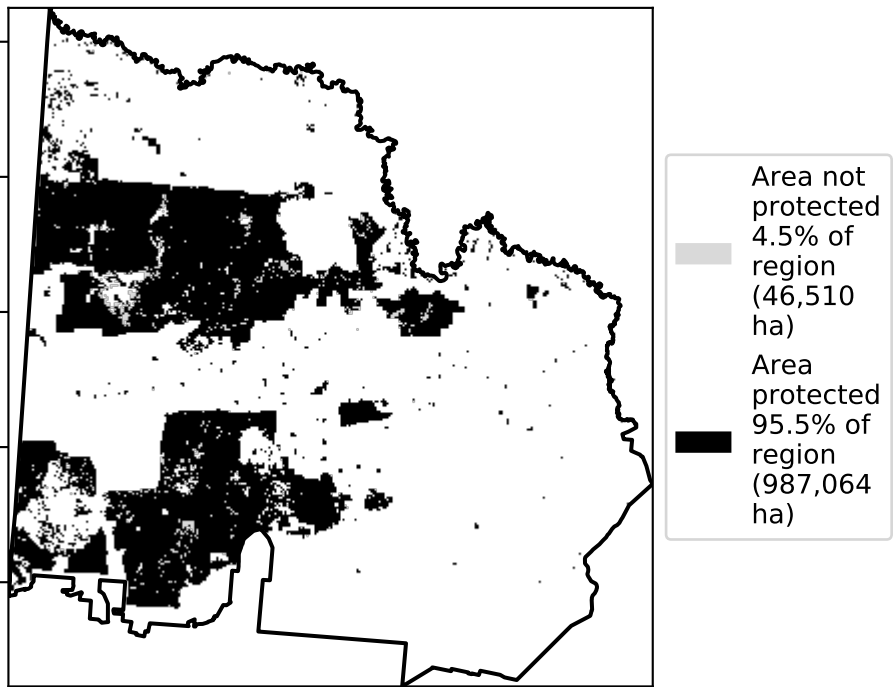 Area not
protected
4.5% of
region
(46,510
ha)
Area
protected
95.5% of
region
(987,064
ha)